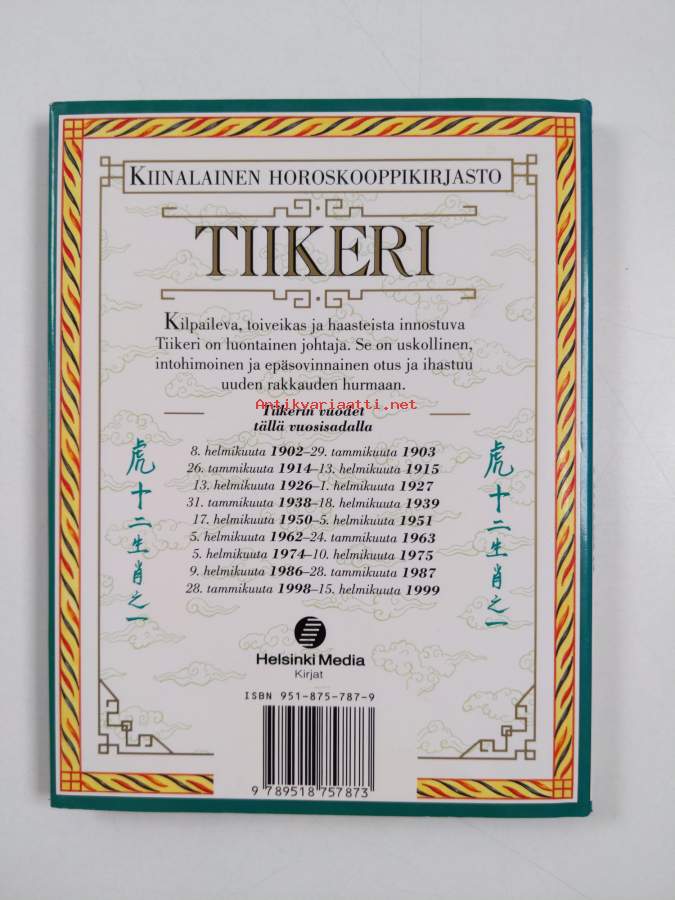 KIINALAINEN HOROSKOOPPIKIRJASTO
TIIKERI
Kilpaileva, toiveikas ja haasteista innostuva
Tiikeri on luontainen johtaja. Se on uskollinen,
intohimoinen ja epäsovinnainen otus ja ihastuu
uuden rakkauden hurmaan.
Antikvariaatti.net
Tiikerin vuodet
tällä vuosisadalla
8. helmikuuta 1902–29. tammikuuta 1903
26. tammikuuta 1914–13. helmikuuta 1915
13. helmikuuta 1926–1. helmikuuta 1927
31. tammikuuta 1938–18. helmikuuta 1939
17. helmikuuta 1950–5. helmikuuta 1951
5. helmikuuta 1962–24. tammikuuta 1963
5. helmikuuta 1974–10. helmikuuta 1975
9. helmikuuta 1986–28. tammikuuta 1987
28. tammikuuta 1998–15. helmikuuta 1999
虎十二生肖之一
虎十二生肖之一
Helsinki Media
Kirjat
ISBN 951-875-787-9
9 789518 757873